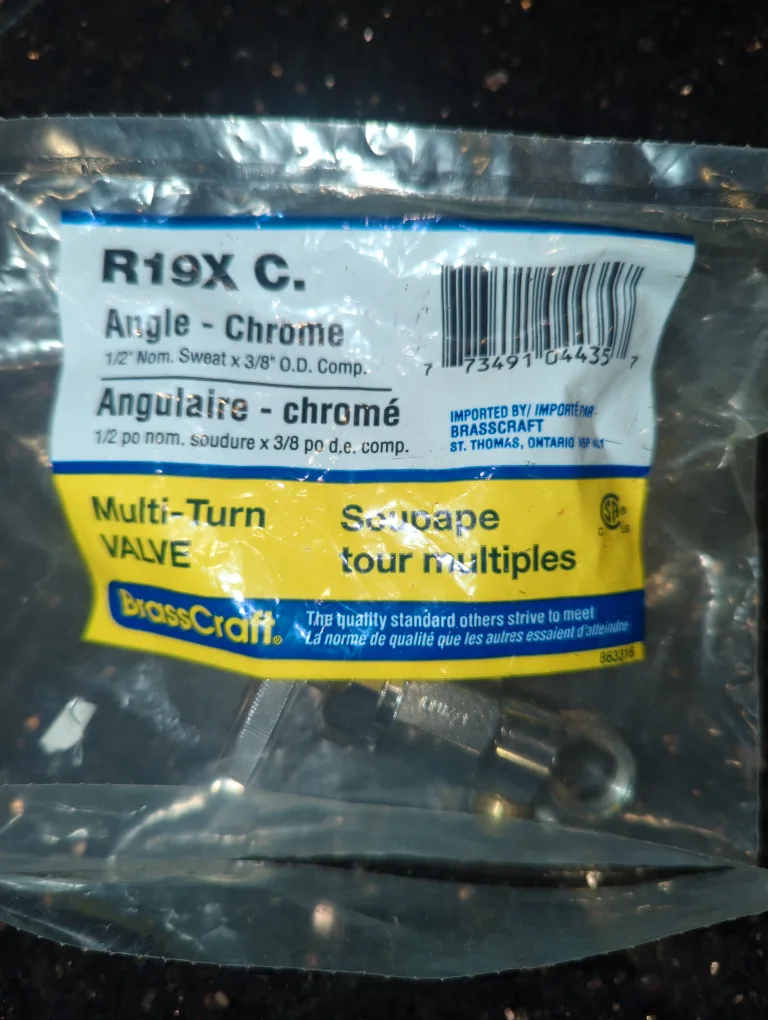 R19X C.
Angle - Chrome
1/2" Nom. Sweat x 3/8" O.D. Comp.
Angulaire - chromé
1/2 po nom. soudure x 3/8 po d.e. comp.
7 73491 04435 7
IMPORTED BY/ IMPORTÉ PAR
BRASSCRAFT
ST. THOMAS, ONTARIO
Multi-Turn
VALVE
Soupape
tour multiples
CSA ®
C US
BrassCraft®
The quality standard others strive to meet
La norme de qualité que les autres essaient d'atteindre
863316